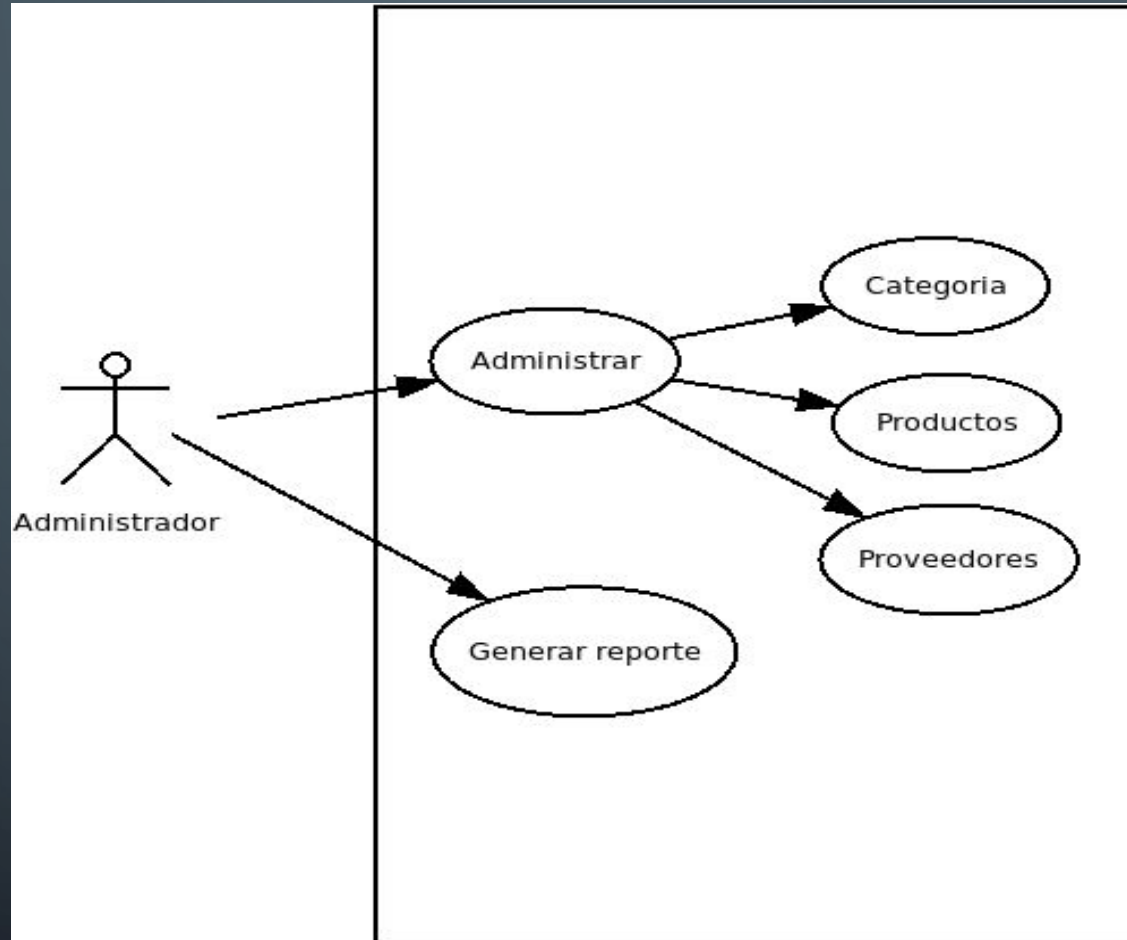 Categoria
Administrar
Productos
Administrador
Proveedores
Generar reporte